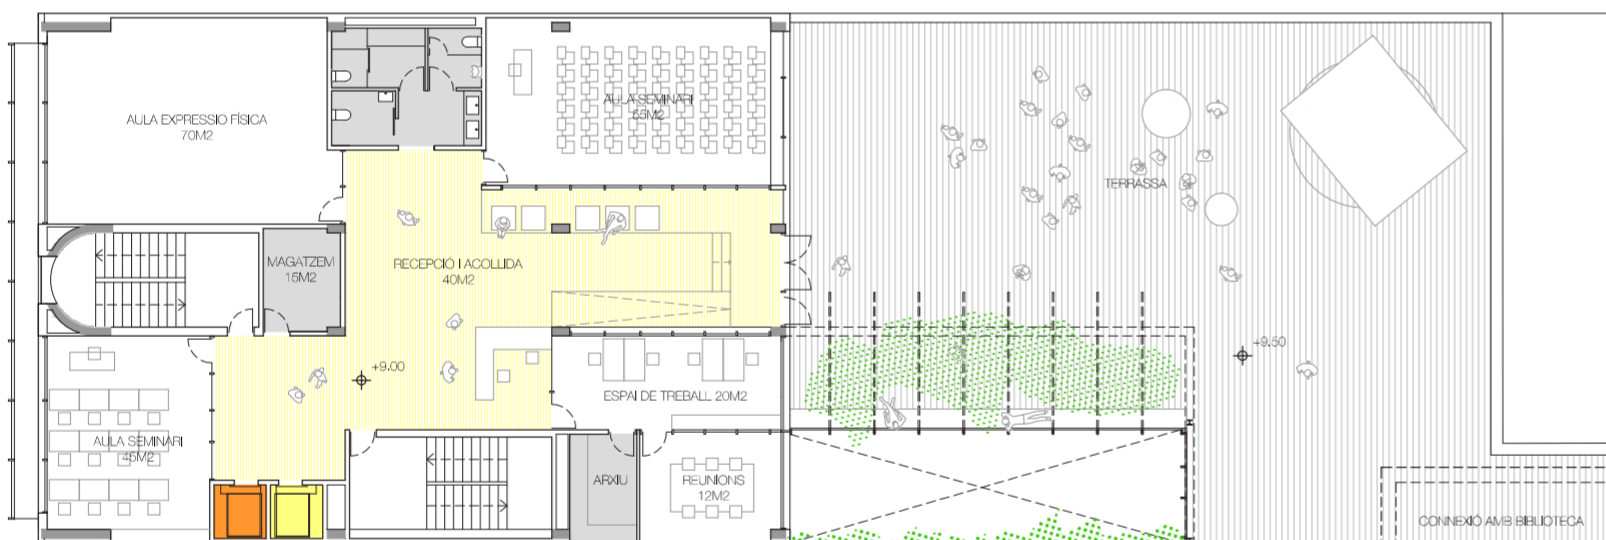 AULA EXPRESSIO FÍSICA
70M2
AULA SEMINARI
55M2
TERRASSA
MAGATZEM
15M2
RECEPCIÓ I ACOLLIDA
40M2
+9.00
+9.50
ESPAI DE TREBALL 20M2
AULA SEMINARI
45M2
ARXIU
REUNIONS
12M2
CONNEXIÓ AMB BIBLIOTECA